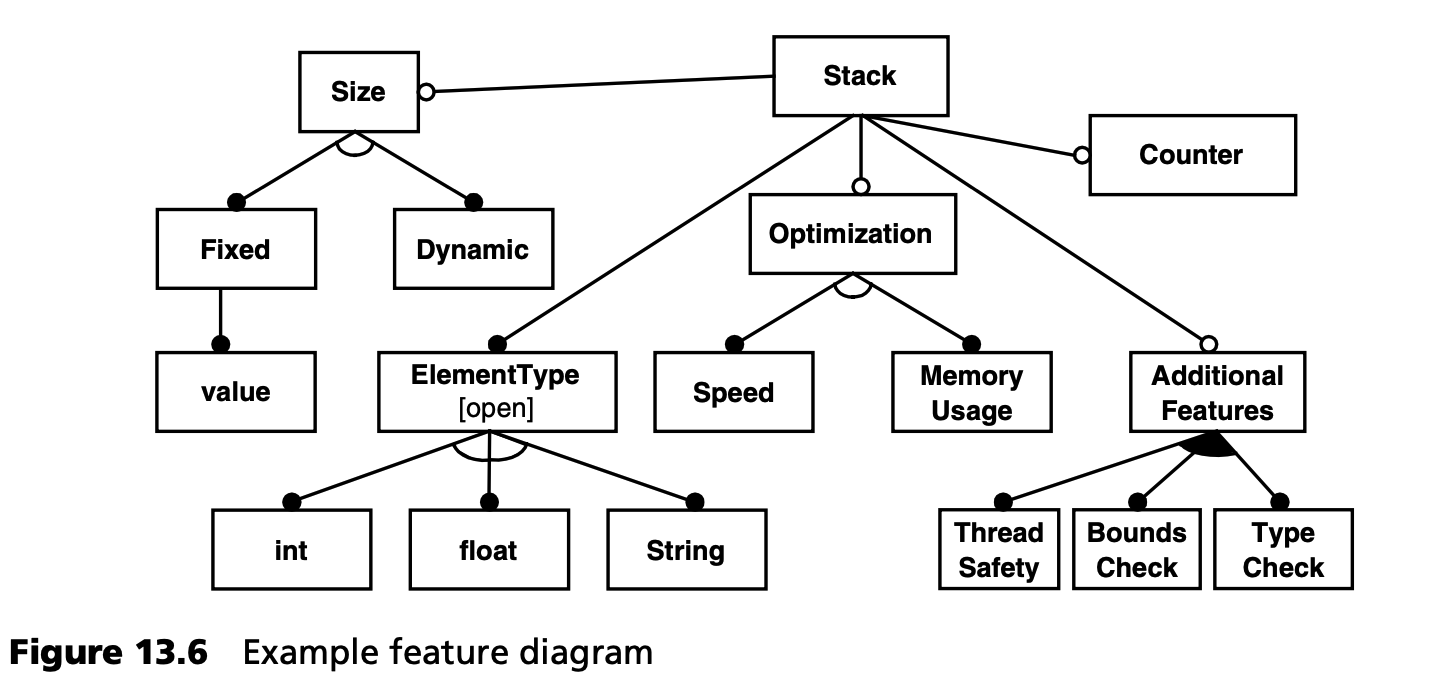 Stack
Size
Counter
Optimization
Fixed
Dynamic
value
ElementType
[open]
Speed
Memory
Usage
Additional
Features
int
float
String
Thread
Safety
Bounds
Check
Type
Check
Figure 13.6 Example feature diagram